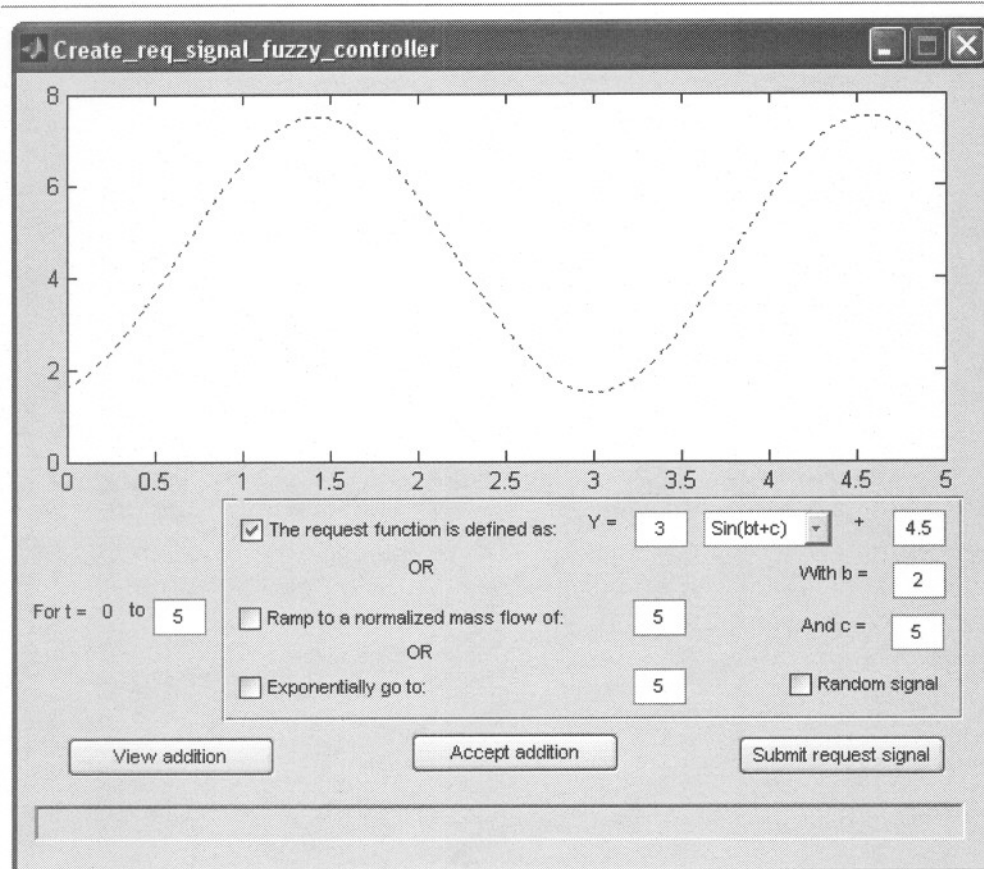 Create_req_signal_fuzzy_controller
8
6
4
2
0
0 0.5 1 1.5 2 2.5 3 3.5 4 4.5 5
The request function is defined as: Y = 3 Sin(bt+c) + 4.5
OR
With b = 2
For t = 0 to 5
Ramp to a normalized mass flow of: 5
And c = 5
OR
Exponentially go to: 5
Random signal
View addition
Accept addition
Submit request signal